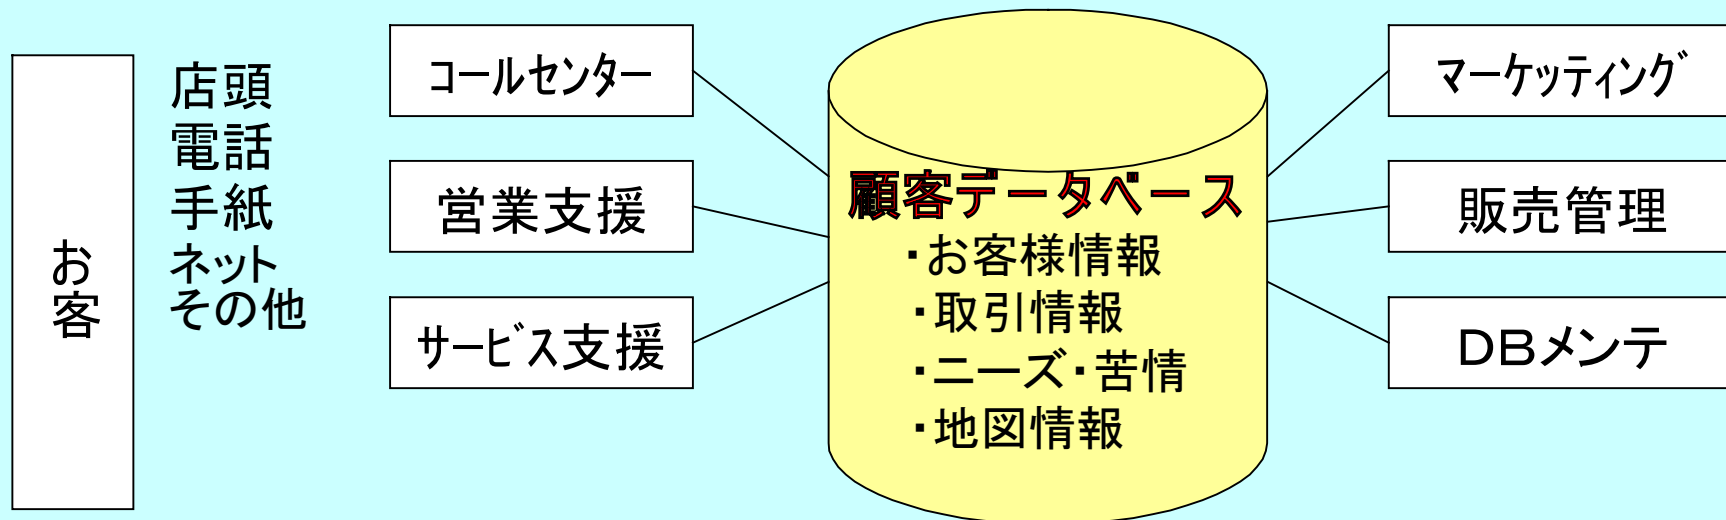 お客
店頭
電話
手紙
ネット
その他
コールセンター
営業支援
サービス支援
顧客データベース
・お客様情報
・取引情報
・ニーズ・苦情
・地図情報
マーケッティング
販売管理
ＤＢメンテ